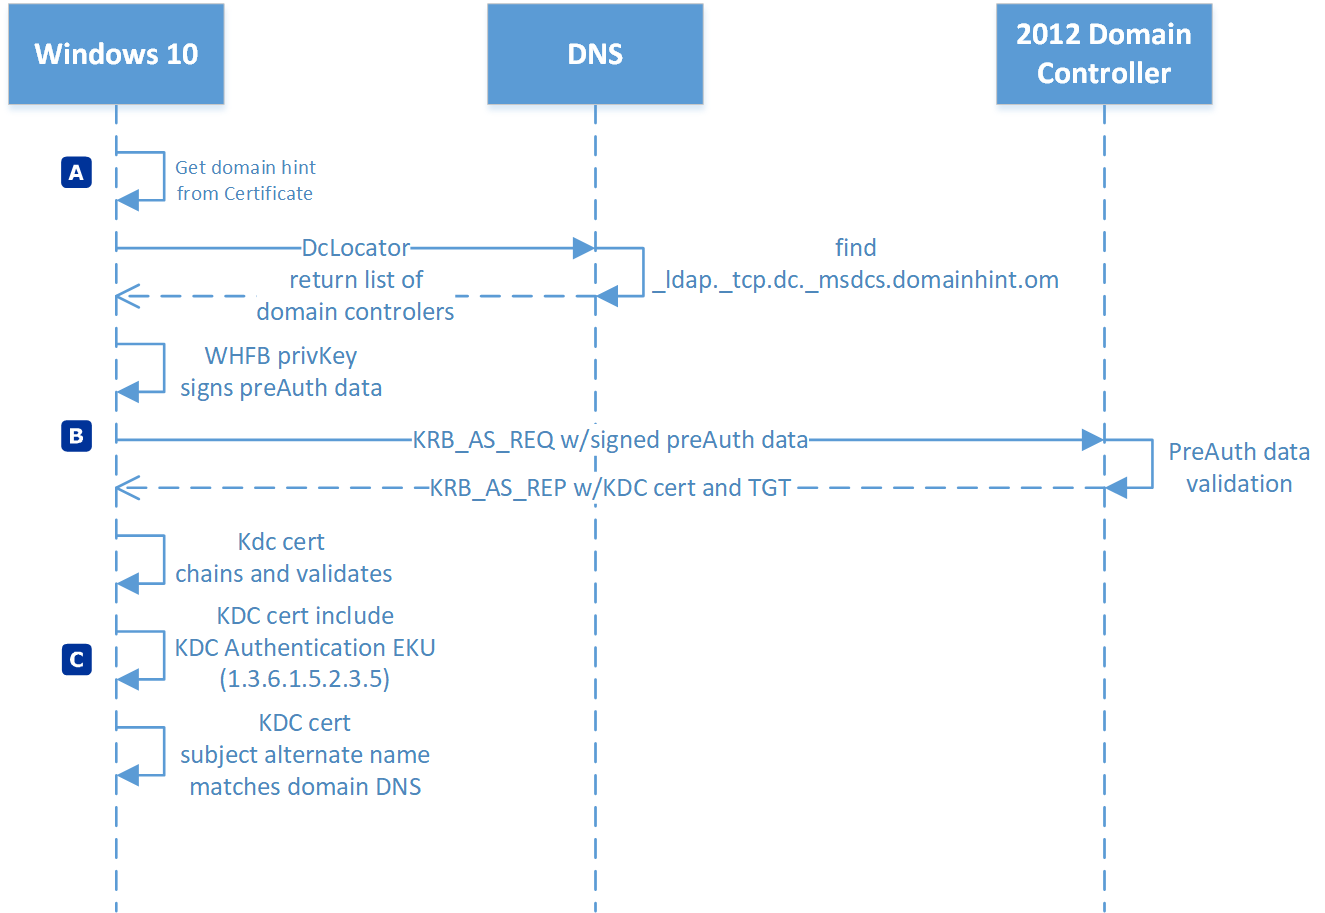 Windows 10
DNS
2012 Domain
Controller
A
Get domain hint
from Certificate
DcLocator
find
_ldap._tcp.dc._msdcs.domainhint.om
return list of
domain controlers
WHFB privKey
signs preAuth data
B
KRB_AS_REQ w/signed preAuth data
PreAuth data
validation
KRB_AS_REP w/KDC cert and TGT
Kdc cert
chains and validates
KDC cert include
KDC Authentication EKU
(1.3.6.1.5.2.3.5)
C
KDC cert
subject alternate name
matches domain DNS